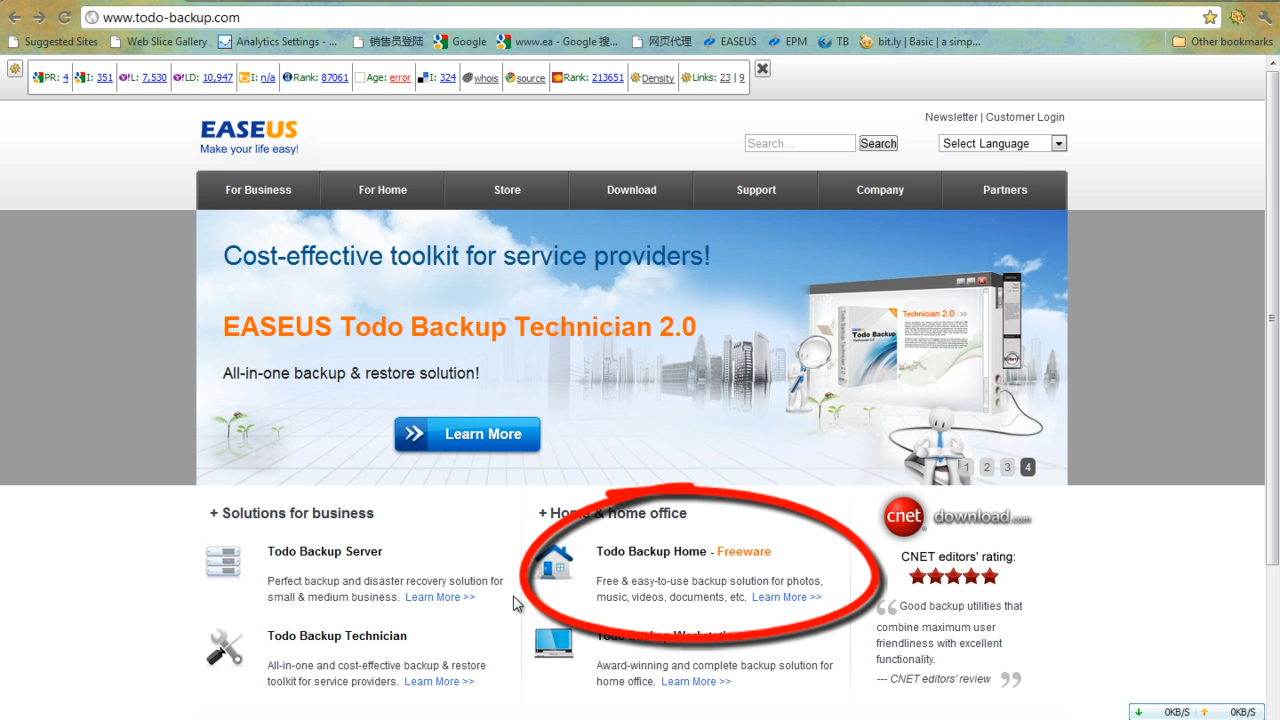 www.todo-backup.com
Suggested Sites Web Slice Gallery Analytics Settings - ... 销售员登陆 Google www.ea - Google 搜... 网页代理 EASEUS EPM TB bit.ly | Basic | a simp... Other bookmarks
PR: 4 I: 351 L: 7,530 LD: 10,947 I: n/a Rank: 87061 Age: error I: 324 whois source Rank: 213651 Density Links: 23 | 9
Newsletter | Customer Login
EASEUS
Make your life easy!
Search... Search Select Language
For Business For Home Store Download Support Company Partners
Cost-effective toolkit for service providers!
EASEUS Todo Backup Technician 2.0
All-in-one backup & restore solution!
Learn More
Technician 2.0
Todo Backup
1 2 3 4
+ Solutions for business
Todo Backup Server
Perfect backup and disaster recovery solution for
small & medium business. Learn More >>
Todo Backup Technician
All-in-one and cost-effective backup & restore
toolkit for service providers. Learn More >>
+ Home & home office
Todo Backup Home - Freeware
Free & easy-to-use backup solution for photos,
music, videos, documents, etc. Learn More >>
Todo Backup Workstation
Award-winning and complete backup solution for
home office. Learn More >>
cnet download.com
CNET editors' rating:
Good backup utilities that
combine maximum user
friendliness with excellent
functionality.
--- CNET editors' review
0KB/S 0KB/S